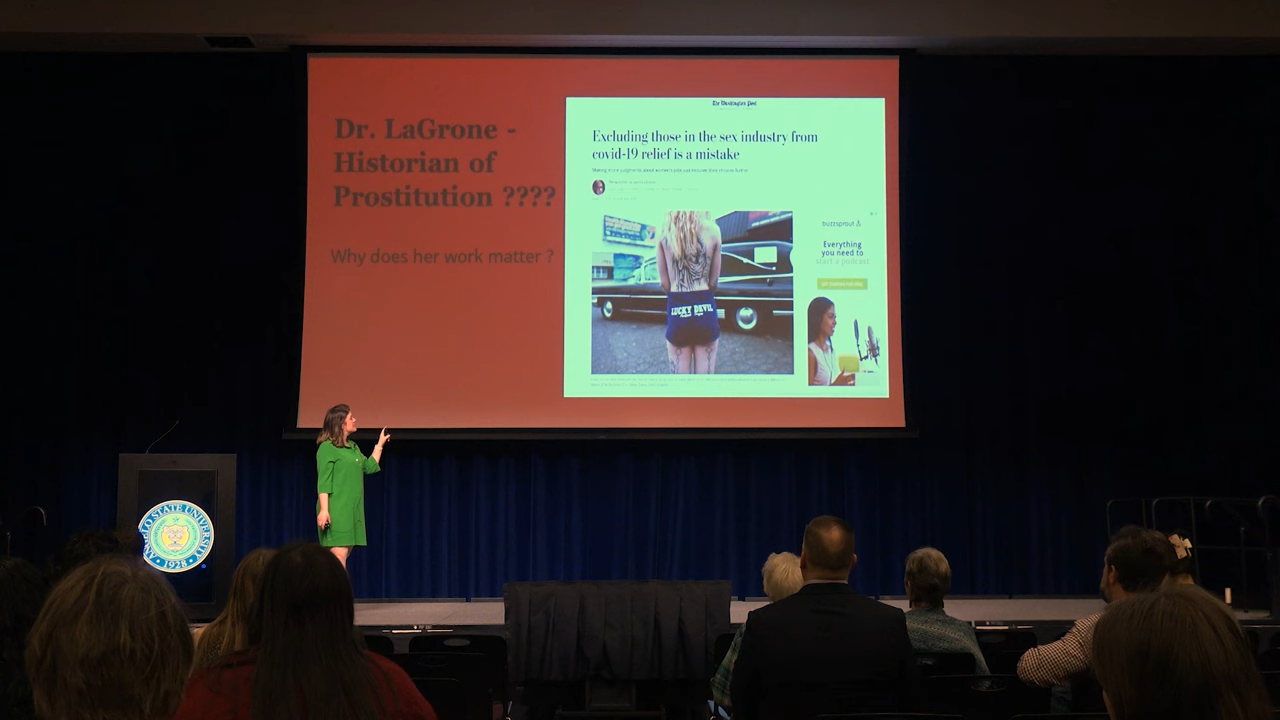 Dr. LaGrone -
Historian of
Prostitution ????
Why does her work matter ?
The Washington Post
Excluding those in the sex industry from
covid-19 relief is a mistake
LUCKY DEVIL
buzzsprout
Everything
you need to
start a podcast
ANGELO STATE UNIVERSITY
1928